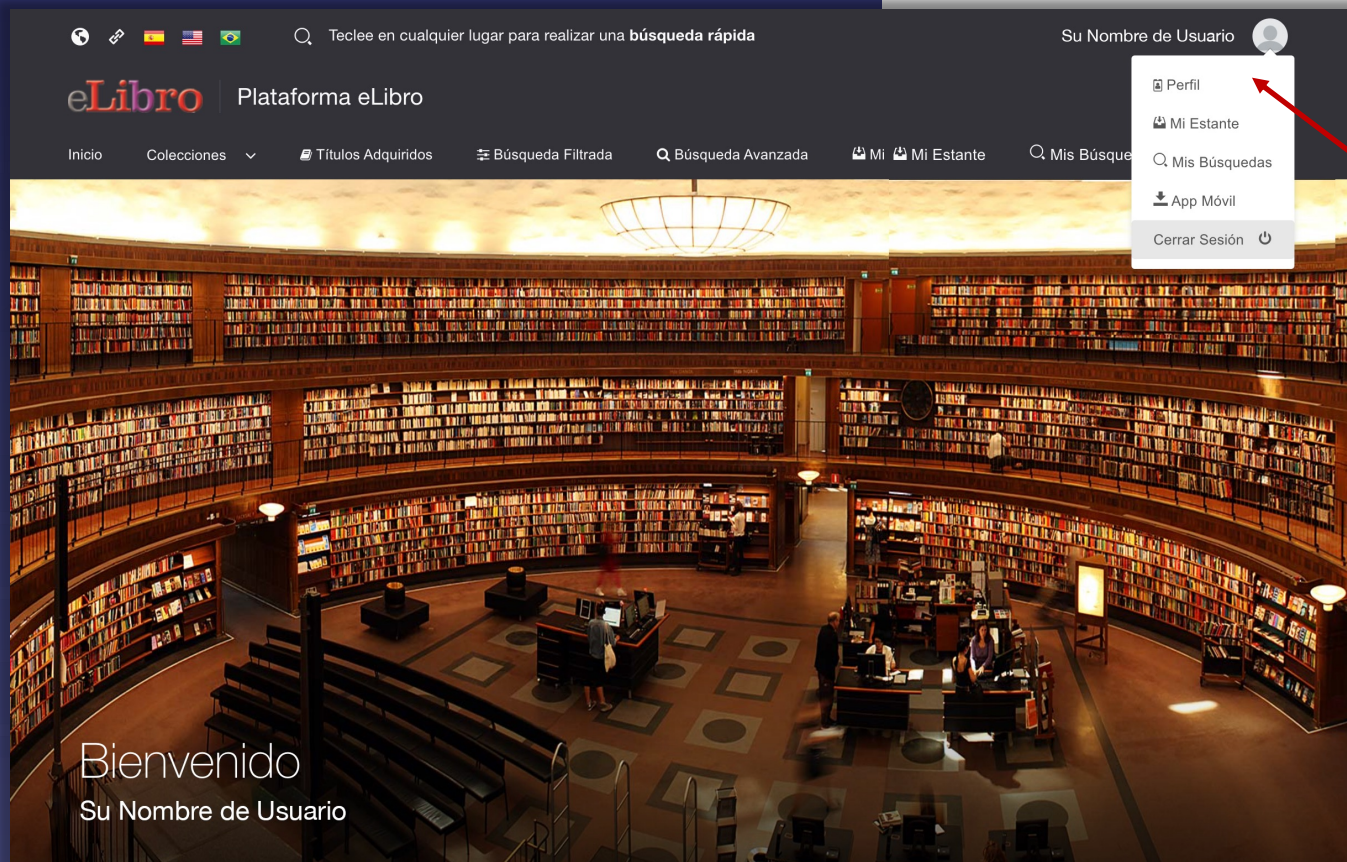 Teclee en cualquier lugar para realizar una búsqueda rápida
Su Nombre de Usuario
eLibro
Plataforma eLibro
Inicio
Colecciones
Títulos Adquiridos
Búsqueda Filtrada
Búsqueda Avanzada
Mi
Mi Estante
Mis Búsque
Perfil
Mi Estante
Mis Búsquedas
App Móvil
Cerrar Sesión
Bienvenido
Su Nombre de Usuario